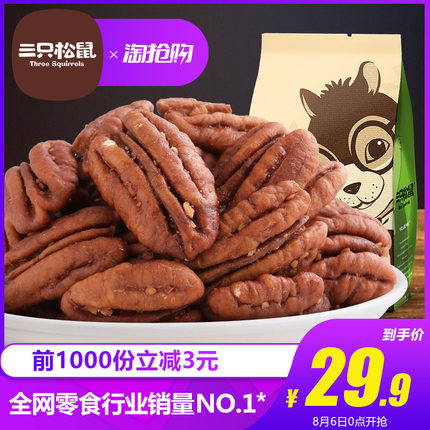 三只松鼠
Three Squirrels
× 淘抢购
前1000份立减3元
全网零食行业销量NO.1*
到手价
¥29.9
8月6日0点开抢